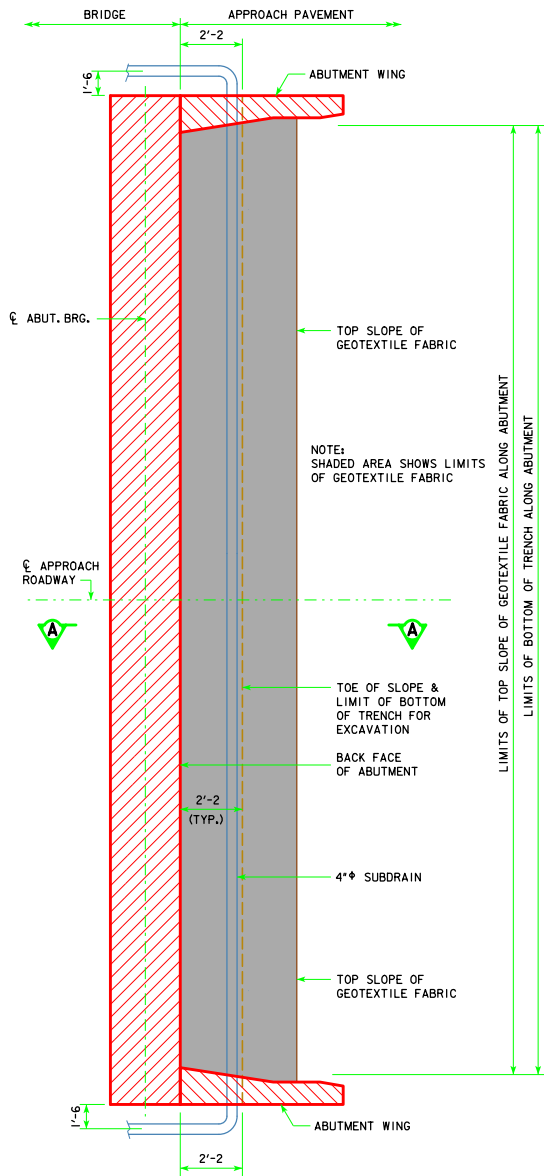 BRIDGE
APPROACH PAVEMENT
2'-2
1'-6
ABUTMENT WING
℄ ABUT. BRG.
TOP SLOPE OF
GEOTEXTILE FABRIC
NOTE:
SHADED AREA SHOWS LIMITS
OF GEOTEXTILE FABRIC
LIMITS OF TOP SLOPE OF GEOTEXTILE FABRIC ALONG ABUTMENT
LIMITS OF BOTTOM OF TRENCH ALONG ABUTMENT
℄ APPROACH
ROADWAY
A
A
TOE OF SLOPE &
LIMIT OF BOTTOM
OF TRENCH FOR
EXCAVATION
BACK FACE
OF ABUTMENT
2'-2
(TYP.)
4"ϕ SUBDRAIN
TOP SLOPE OF
GEOTEXTILE FABRIC
1'-6
ABUTMENT WING
2'-2